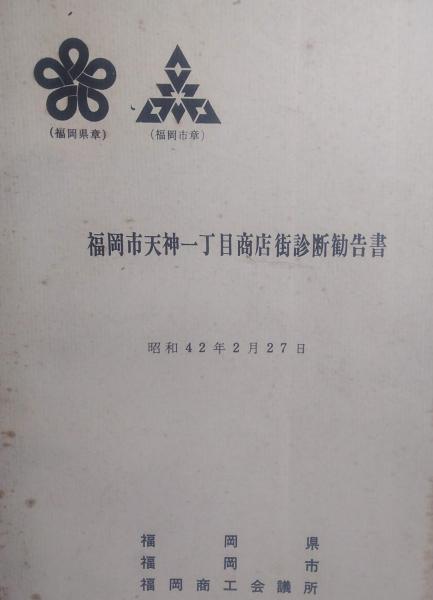 (福岡県章) (福岡市章)
福岡市天神一丁目商店街診断勧告書
昭和42年2月27日
福岡県
福岡市
福岡商工会議所